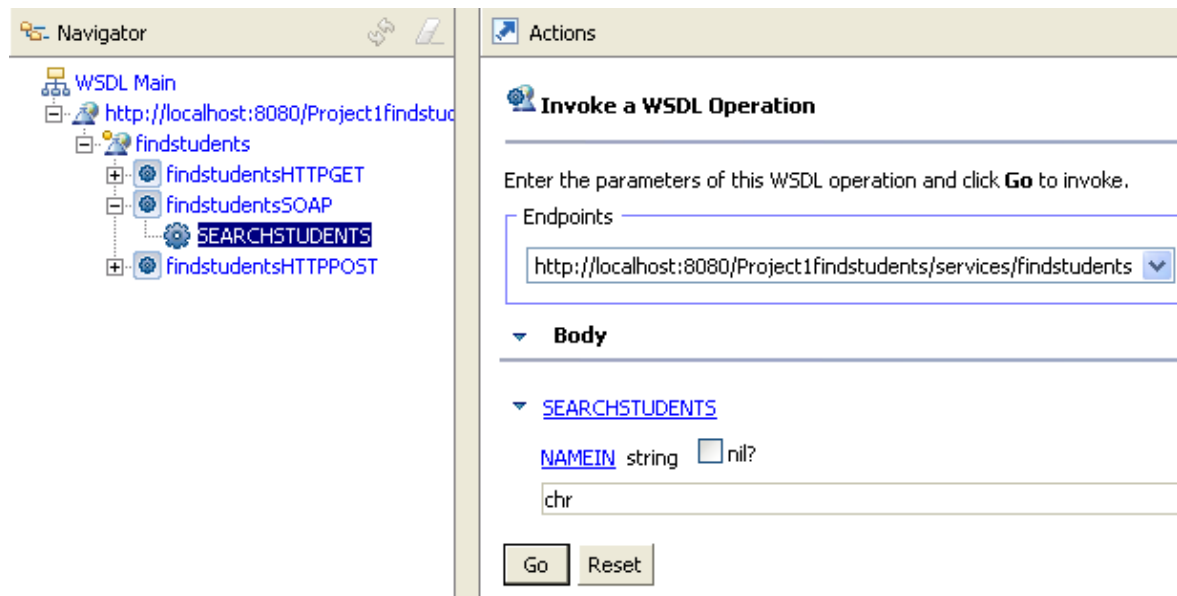 Navigator
WSDL Main
http://localhost:8080/Project1findstud
findstudents
findstudentsHTTPGET
findstudentsSOAP
SEARCHSTUDENTS
findstudentsHTTPPOST
Actions
Invoke a WSDL Operation
Enter the parameters of this WSDL operation and click Go to invoke.
Endpoints
http://localhost:8080/Project1findstudents/services/findstudents
Body
SEARCHSTUDENTS
NAMEIN string nil?
chr
Go Reset